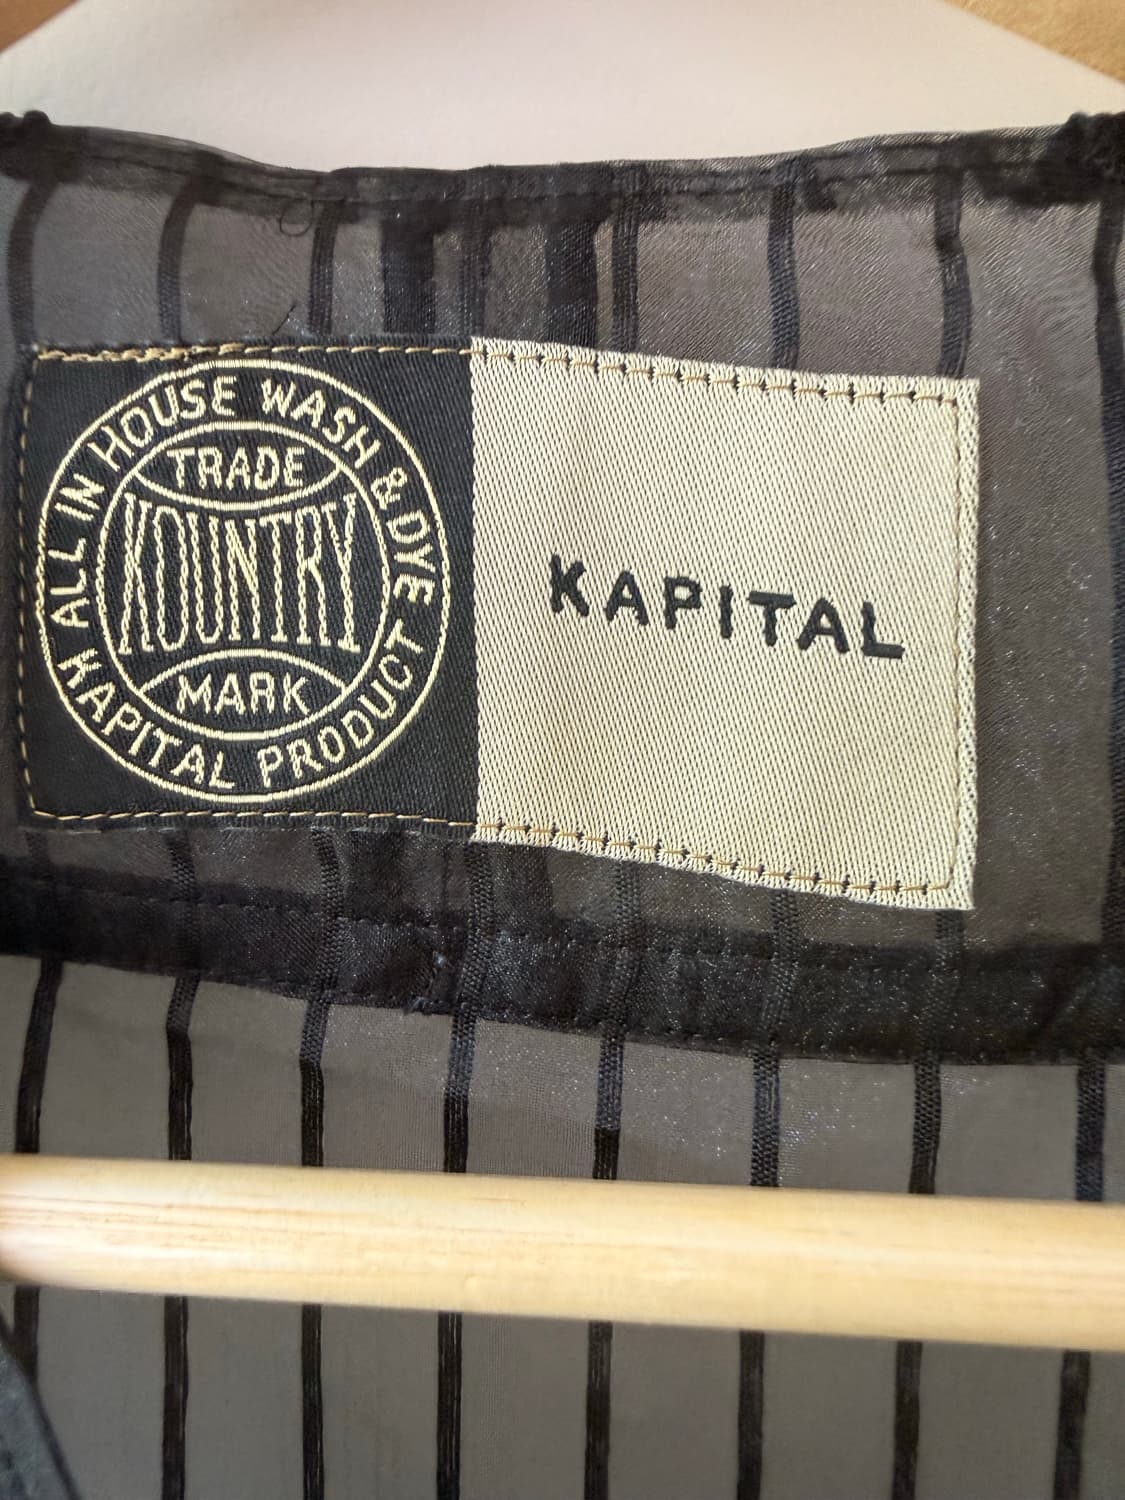 ALL IN HOUSE WASH & DYE
TRADE
KOUNTRY
MARK
KAPITAL PRODUCT
KAPITAL